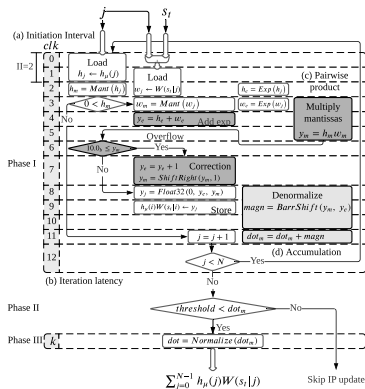 j
s_t
(a) Initiation Interval
clk
II=2
0
Load
h_j ← h_μ(j)
Load
w_j ← W(s_t|j)
1
2
h_m = Mant(h_j)
h_e = Exp(h_j)
(c) Pairwise
product
3
0 < h_m
w_m = Mant(w_j)
w_e = Exp(w_j)
Multiply
mantissas
y_m = h_m w_m
4
No
y_e = h_e + w_e
Add exp
5
Overflow
Phase I
6
10.0_b ≤ y_m
Yes
No
7
y_e = y_e + 1
Correction
y_m = ShiftRight(y_m, 1)
8
y_j = Float32(0, y_e, y_m)
Denormalize
magn = Barr.Shift(y_m, y_e)
9
h_μ(i)W(s_t|i) ← y_j
Store
10
11
j = j + 1
dot_m = dot_m + magn
(d) Accumulation
12
j < N
Yes
(b) Iteration latency
No
Phase II
threshold < dot_m
No
Yes
Phase III
k
dot = Normalize(dot_m)
Skip IP update
∑_{j=0}^{N-1} h_μ(j)W(s_t|j)